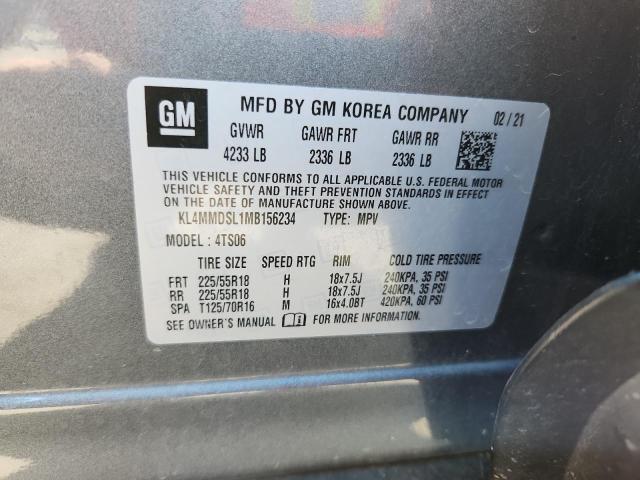 GM
MFD BY GM KOREA COMPANY 02/21
GVWR GAWR FRT GAWR RR
4233 LB 2336 LB 2336 LB
THIS VEHICLE CONFORMS TO ALL APPLICABLE U.S. FEDERAL MOTOR
VEHICLE SAFETY AND THEFT PREVENTION STANDARDS IN EFFECT
ON THE DATE OF MANUFACTURE SHOWN ABOVE.
KL4MMDSL1MB156234 TYPE: MPV
MODEL: 4TS06
TIRE SIZE SPEED RTG RIM COLD TIRE PRESSURE
FRT 225/55R18 H 18x7.5J 240KPA, 35 PSI
RR 225/55R18 H 18x7.5J 240KPA, 35 PSI
SPA T125/70R16 M 16x4.0BT 420KPA, 60 PSI
SEE OWNER'S MANUAL FOR MORE INFORMATION.